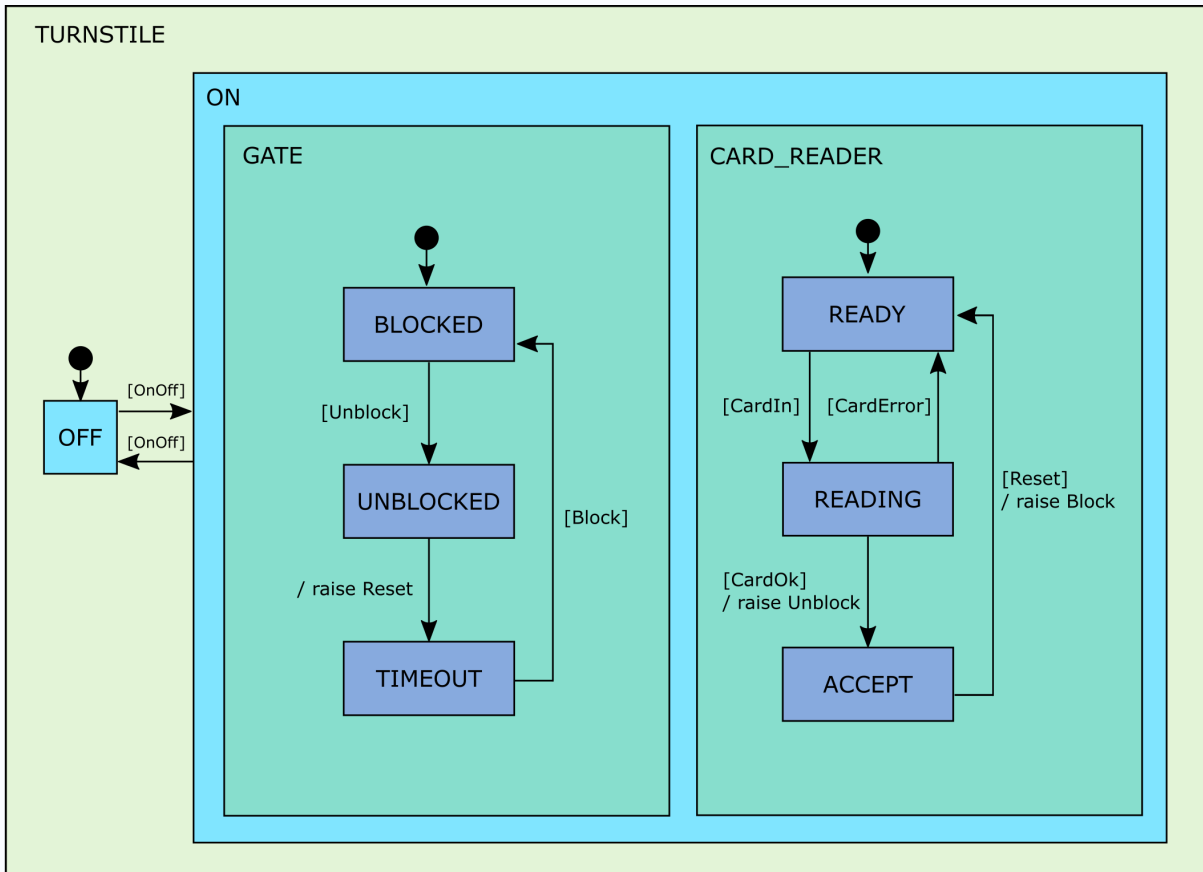 TURNSTILE
ON
GATE
CARD_READER
BLOCKED
READY
[OnOff]
[OnOff]
OFF
[Unblock]
[CardIn]
[CardError]
UNBLOCKED
READING
[Block]
[Reset]
/ raise Block
/ raise Reset
[CardOk]
/ raise Unblock
TIMEOUT
ACCEPT